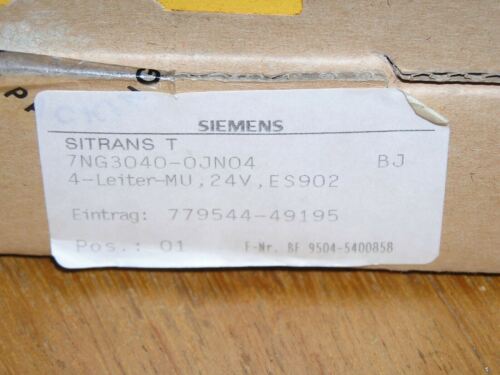 SIEMENS
SITRANS T
7NG3040-0JN04 BJ
4-Leiter-MU,24V,ES902
Eintrag: 779544-49195
Pos.: 01 F-Nr. BF 9504-5400858